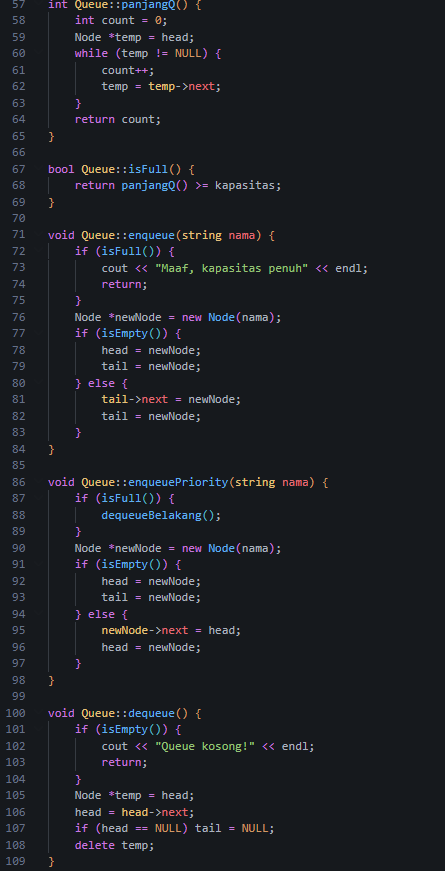 57 int Queue::panjangQ() {
58     int count = 0;
59     Node *temp = head;
60     while (temp != NULL) {
61         count++;
62         temp = temp->next;
63     }
64     return count;
65 }
66
67 bool Queue::isFull() {
68     return panjangQ() >= kapasitas;
69 }
70
71 void Queue::enqueue(string nama) {
72     if (isFull()) {
73         cout << "Maaf, kapasitas penuh" << endl;
74         return;
75     }
76     Node *newNode = new Node(nama);
77     if (isEmpty()) {
78         head = newNode;
79         tail = newNode;
80     } else {
81         tail->next = newNode;
82         tail = newNode;
83     }
84 }
85
86 void Queue::enqueuePriority(string nama) {
87     if (isFull()) {
88         dequeueBelakang();
89     }
90     Node *newNode = new Node(nama);
91     if (isEmpty()) {
92         head = newNode;
93         tail = newNode;
94     } else {
95         newNode->next = head;
96         head = newNode;
97     }
98 }
99
100 void Queue::dequeue() {
101     if (isEmpty()) {
102         cout << "Queue kosong!" << endl;
103         return;
104     }
105     Node *temp = head;
106     head = head->next;
107     if (head == NULL) tail = NULL;
108     delete temp;
109 }